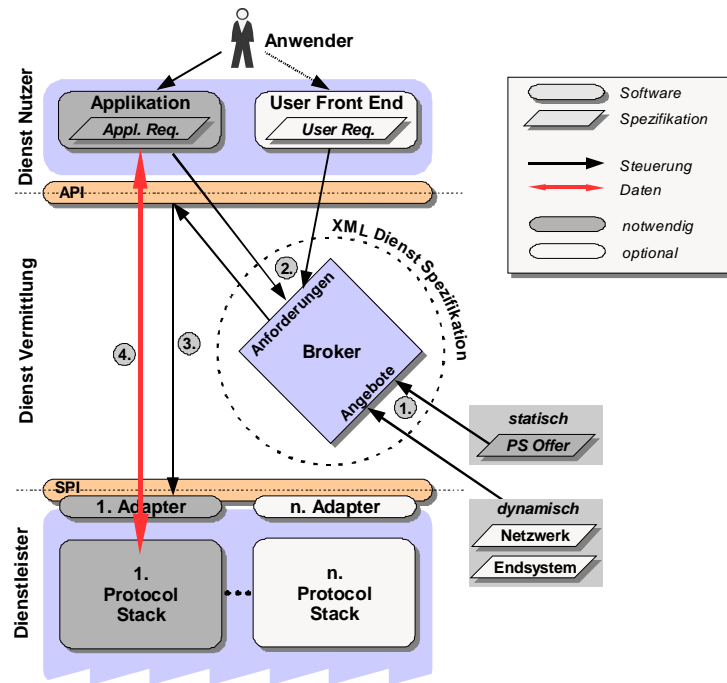 Anwender
Dienst Nutzer
Applikation
Appl. Req.
User Front End
User Req.
API
Software
Spezifikation
Steuerung
Daten
notwendig
optional
Dienst Vermittlung
XML Dienst Spezifikation
2.
Anforderungen
Broker
Angebote
3.
4.
1.
statisch
PS Offer
dynamisch
Netzwerk
Endsystem
SPI
1. Adapter
n. Adapter
Dienstleister
1.
Protocol
Stack
n.
Protocol
Stack